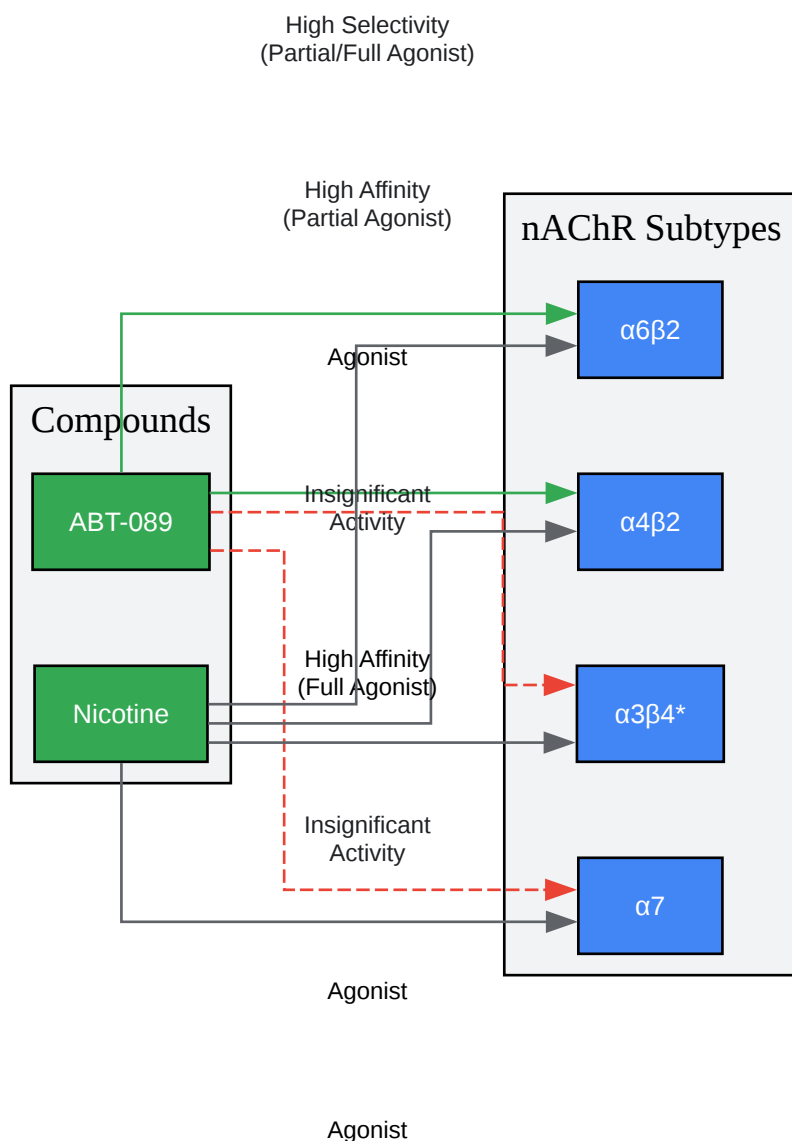 High Selectivity
(Partial/Full Agonist)
High Affinity
(Partial Agonist)
nAChR Subtypes
α6β2
Agonist
Compounds
ABT-089
Insignificant
Activity
α4β2
High Affinity
(Full Agonist)
Nicotine
α3β4*
Insignificant
Activity
α7
Agonist
Agonist